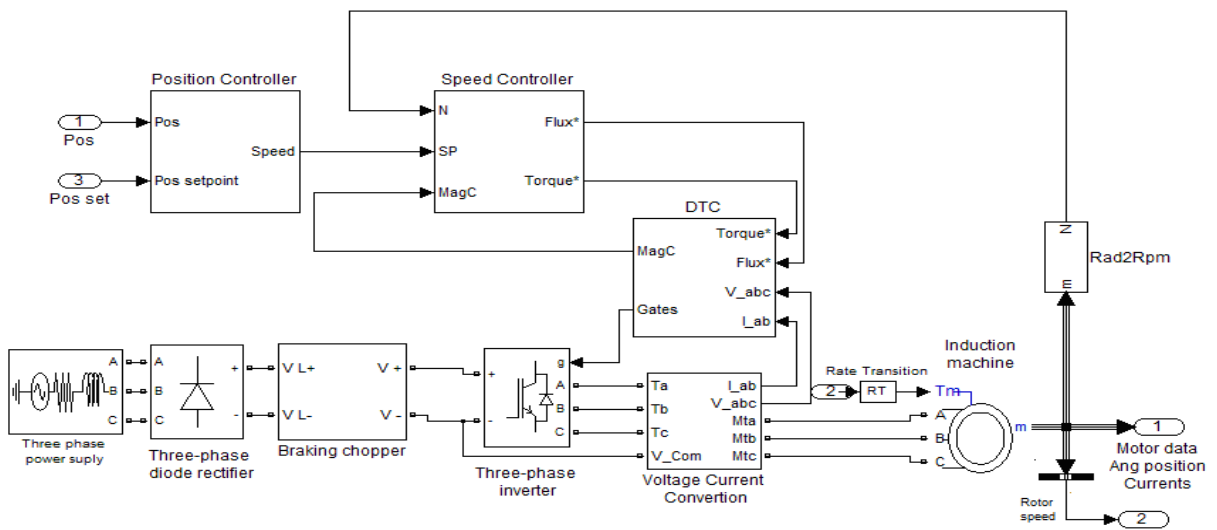 Position Controller
Speed Controller
1
Pos
3
Pos set
Pos
Pos setpoint
Speed
N
SP
MagC
Flux*
Torque*
DTC
MagC
Gates
Torque*
Flux*
V_abc
I_ab
N
m
Rad2Rpm
Three phase
power suply
A
B
C
A
B
C
+
-
Three-phase
diode rectifier
V L+
V L-
V +
V -
Braking chopper
+
-
g
A
B
C
Three-phase
inverter
Ta
Tb
Tc
V_Com
I_ab
V_abc
Mta
Mtb
Mtc
Voltage Current
Convertion
2
Rate Transition
RT
Induction
machine
Tm
A
B
C
m
1
Motor data
Ang position
Currents
Rotor
speed
2